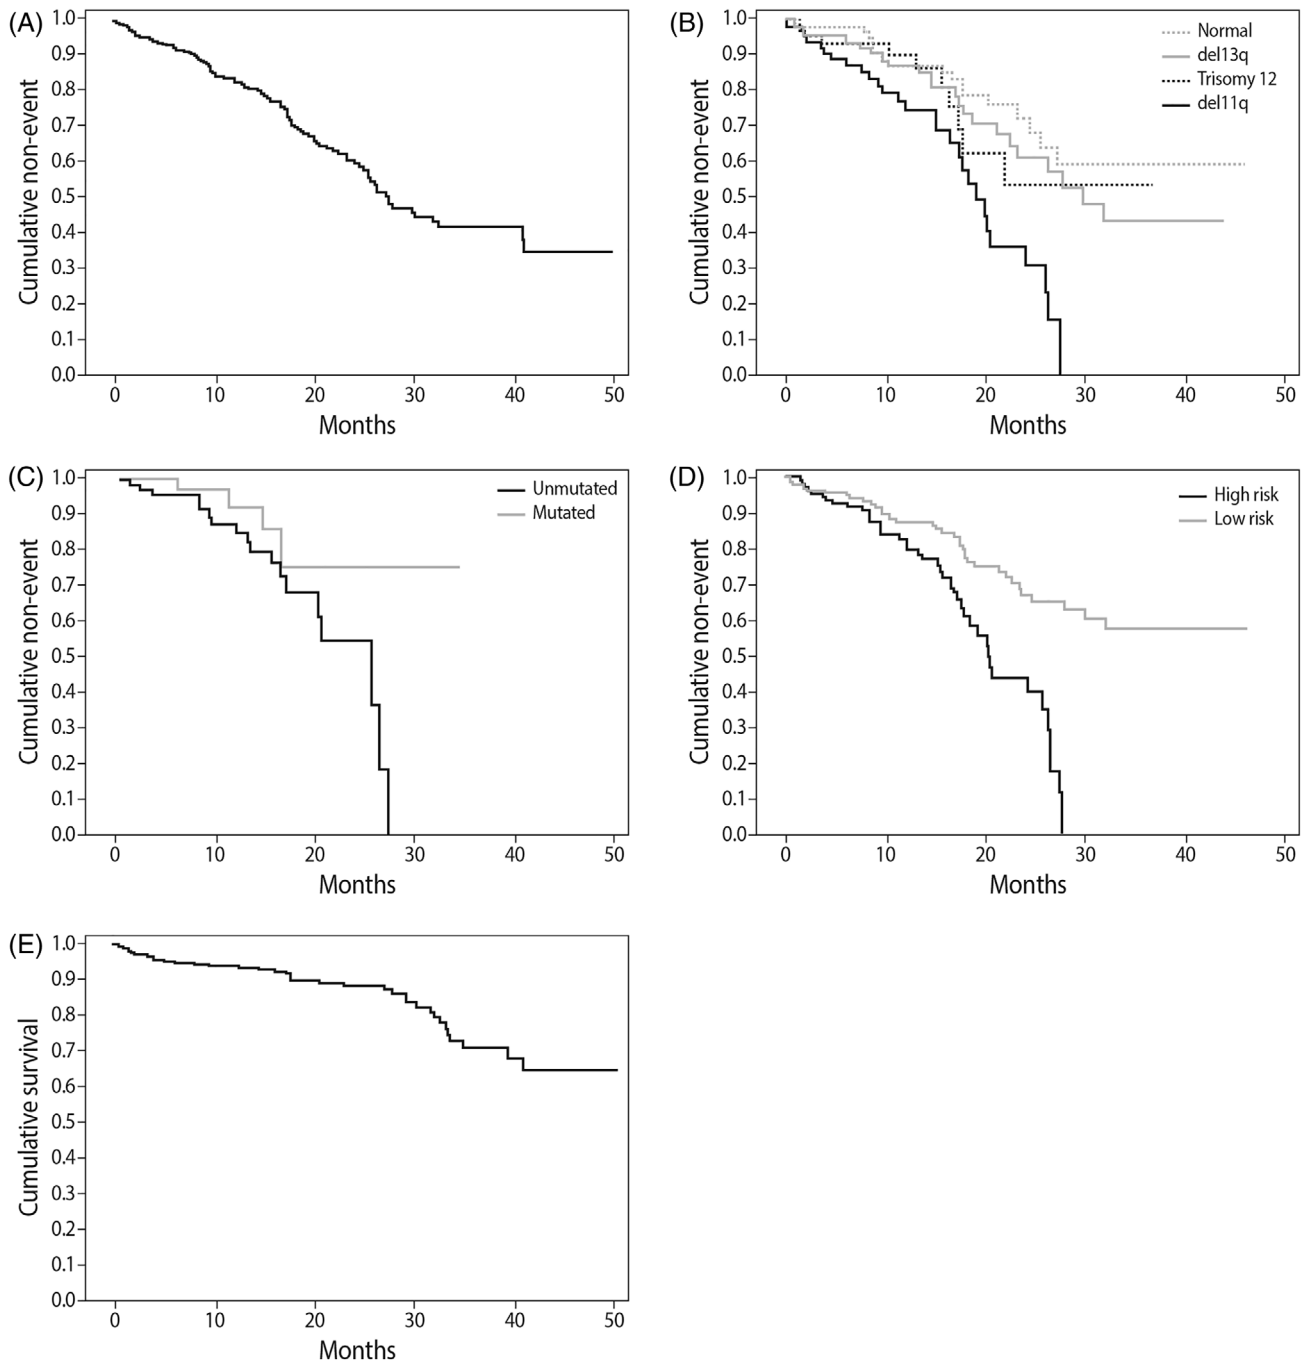 (A)
Cumulative non-event
1.0
0.9
0.8
0.7
0.6
0.5
0.4
0.3
0.2
0.1
0.0
0 10 20 30 40 50
Months
(B)
Cumulative non-event
1.0
0.9
0.8
0.7
0.6
0.5
0.4
0.3
0.2
0.1
0.0
Normal
del13q
Trisomy 12
del11q
0 10 20 30 40 50
Months
(C)
Cumulative non-event
1.0
0.9
0.8
0.7
0.6
0.5
0.4
0.3
0.2
0.1
0.0
Unmutated
Mutated
0 10 20 30 40 50
Months
(D)
Cumulative non-event
1.0
0.9
0.8
0.7
0.6
0.5
0.4
0.3
0.2
0.1
0.0
High risk
Low risk
0 10 20 30 40 50
Months
(E)
Cumulative survival
1.0
0.9
0.8
0.7
0.6
0.5
0.4
0.3
0.2
0.1
0.0
0 10 20 30 40 50
Months